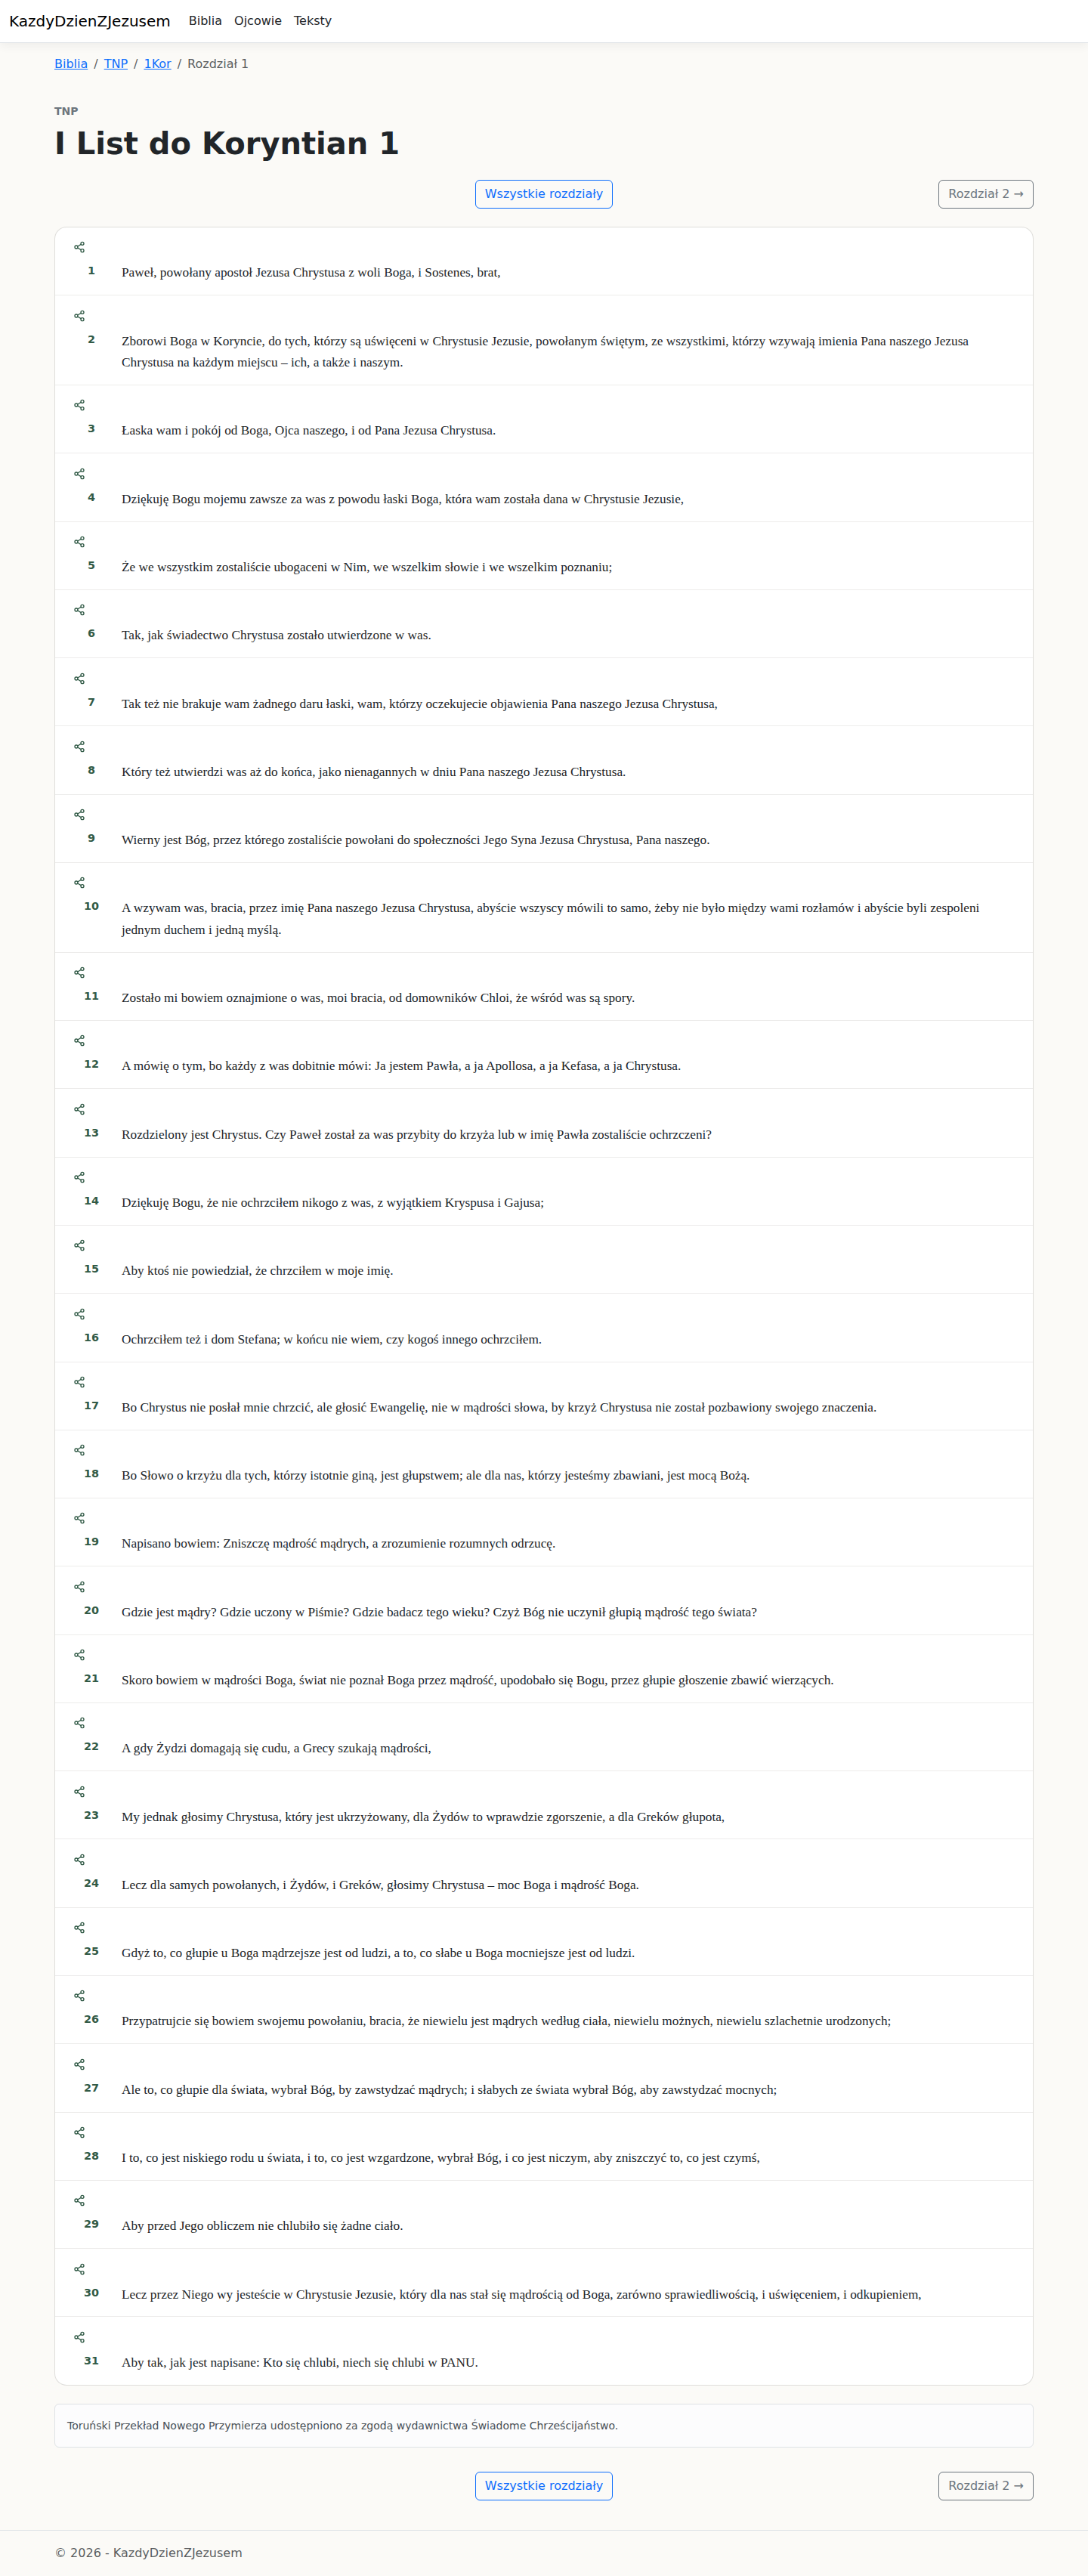 KazdyDzienZJezusem Biblia Ojcowie Teksty
Biblia / TNP / 1Kor / Rozdział 1
TNP
I List do Koryntian 1
Wszystkie rozdziały Rozdział 2 →
1 Paweł, powołany apostoł Jezusa Chrystusa z woli Boga, i Sostenes, brat,
2 Zborowi Boga w Koryncie, do tych, którzy są uświęceni w Chrystusie Jezusie, powołanym świętym, ze wszystkimi, którzy wzywają imienia Pana naszego Jezusa
Chrystusa na każdym miejscu – ich, a także i naszym.
3 Łaska wam i pokój od Boga, Ojca naszego, i od Pana Jezusa Chrystusa.
4 Dziękuję Bogu mojemu zawsze za was z powodu łaski Boga, która wam została dana w Chrystusie Jezusie,
5 Że we wszystkim zostaliście ubogaceni w Nim, we wszelkim słowie i we wszelkim poznaniu;
6 Tak, jak świadectwo Chrystusa zostało utwierdzone w was.
7 Tak też nie brakuje wam żadnego daru łaski, wam, którzy oczekujecie objawienia Pana naszego Jezusa Chrystusa,
8 Który też utwierdzi was aż do końca, jako nienagannych w dniu Pana naszego Jezusa Chrystusa.
9 Wierny jest Bóg, przez którego zostaliście powołani do społeczności Jego Syna Jezusa Chrystusa, Pana naszego.
10 A wzywam was, bracia, przez imię Pana naszego Jezusa Chrystusa, abyście wszyscy mówili to samo, żeby nie było między wami rozłamów i abyście byli zespoleni
jednym duchem i jedną myślą.
11 Zostało mi bowiem oznajmione o was, moi bracia, od domowników Chloi, że wśród was są spory.
12 A mówię o tym, bo każdy z was dobitnie mówi: Ja jestem Pawła, a ja Apollosa, a ja Kefasa, a ja Chrystusa.
13 Rozdzielony jest Chrystus. Czy Paweł został za was przybity do krzyża lub w imię Pawła zostaliście ochrzczeni?
14 Dziękuję Bogu, że nie ochrzciłem nikogo z was, z wyjątkiem Kryspusa i Gajusa;
15 Aby ktoś nie powiedział, że chrzciłem w moje imię.
16 Ochrzciłem też i dom Stefana; w końcu nie wiem, czy kogoś innego ochrzciłem.
17 Bo Chrystus nie posłał mnie chrzcić, ale głosić Ewangelię, nie w mądrości słowa, by krzyż Chrystusa nie został pozbawiony swojego znaczenia.
18 Bo Słowo o krzyżu dla tych, którzy istotnie giną, jest głupstwem; ale dla nas, którzy jesteśmy zbawiani, jest mocą Bożą.
19 Napisano bowiem: Zniszczę mądrość mądrych, a zrozumienie rozumnych odrzucę.
20 Gdzie jest mądry? Gdzie uczony w Piśmie? Gdzie badacz tego wieku? Czyż Bóg nie uczynił głupią mądrość tego świata?
21 Skoro bowiem w mądrości Boga, świat nie poznał Boga przez mądrość, upodobało się Bogu, przez głupie głoszenie zbawić wierzących.
22 A gdy Żydzi domagają się cudu, a Grecy szukają mądrości,
23 My jednak głosimy Chrystusa, który jest ukrzyżowany, dla Żydów to wprawdzie zgorszenie, a dla Greków głupota,
24 Lecz dla samych powołanych, i Żydów, i Greków, głosimy Chrystusa – moc Boga i mądrość Boga.
25 Gdyż to, co głupie u Boga mądrzejsze jest od ludzi, a to, co słabe u Boga mocniejsze jest od ludzi.
26 Przypatrujcie się bowiem swojemu powołaniu, bracia, że niewielu jest mądrych według ciała, niewielu możnych, niewielu szlachetnie urodzonych;
27 Ale to, co głupie dla świata, wybrał Bóg, by zawstydzać mądrych; i słabych ze świata wybrał Bóg, aby zawstydzać mocnych;
28 I to, co jest niskiego rodu u świata, i to, co jest wzgardzone, wybrał Bóg, i co jest niczym, aby zniszczyć to, co jest czymś,
29 Aby przed Jego obliczem nie chlubiło się żadne ciało.
30 Lecz przez Niego wy jesteście w Chrystusie Jezusie, który dla nas stał się mądrością od Boga, zarówno sprawiedliwością, i uświęceniem, i odkupieniem,
31 Aby tak, jak jest napisane: Kto się chlubi, niech się chlubi w PANU.
Toruński Przekład Nowego Przymierza udostępniono za zgodą wydawnictwa Świadome Chrześcijaństwo.
Wszystkie rozdziały Rozdział 2 →
© 2026 - KazdyDzienZJezusem